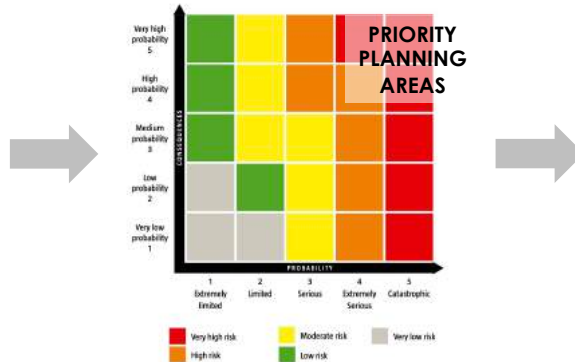 Very high
probability
5
PRIORITY
PLANNING
AREAS
High
probability
4
Medium
probability
3
Low
probability
2
Very low
probability
1
CONSEQUENCES
PROBABILITY
1
Extremely
limited
2
Limited
3
Serious
4
Extremely
Serious
5
Catastrophic
Very high risk
Moderate risk
Very low risk
High risk
Low risk